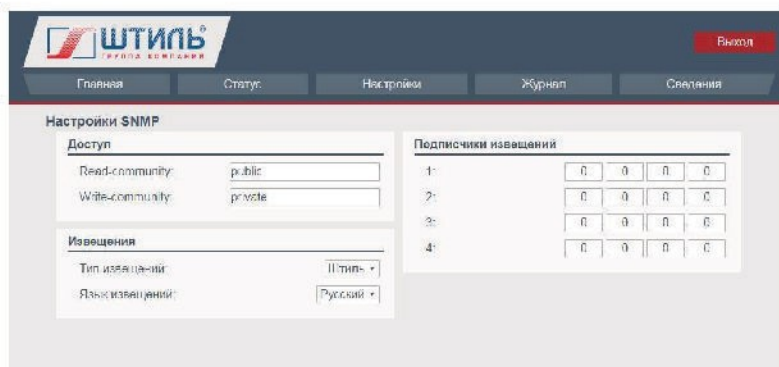 ШТИЛЬ
ГРУППА КОМПАНИЙ
Выход
Главная Статус Настройки Журнал Сведения
Настройки SNMP
Доступ
Read-community: public
Write-community: private
Извещения
Тип извещений: Штиль
Язык извещений: Русский
Подписчики извещений
1: 0 0 0 0
2: 0 0 0 0
3: 0 0 0 0
4: 0 0 0 0